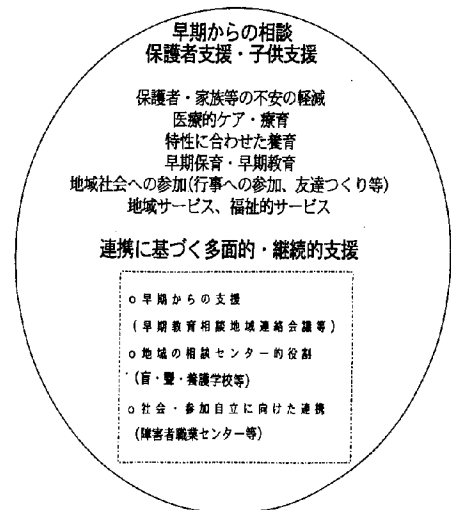 早期からの相談
保護者支援・子供支援
保護者・家族等の不安の軽減
医療的ケア・療育
特性に合わせた養育
早期保育・早期教育
地域社会への参加(行事への参加、友達つくり等)
地域サービス、福祉的サービス
連携に基づく多面的・継続的支援
o 早期からの支援
(早期教育相談地域連絡会議等)
o 地域の相談センター的役割
(盲・聾・養護学校等)
o 社会・参加自立に向けた連携
(障害者職業センター等)